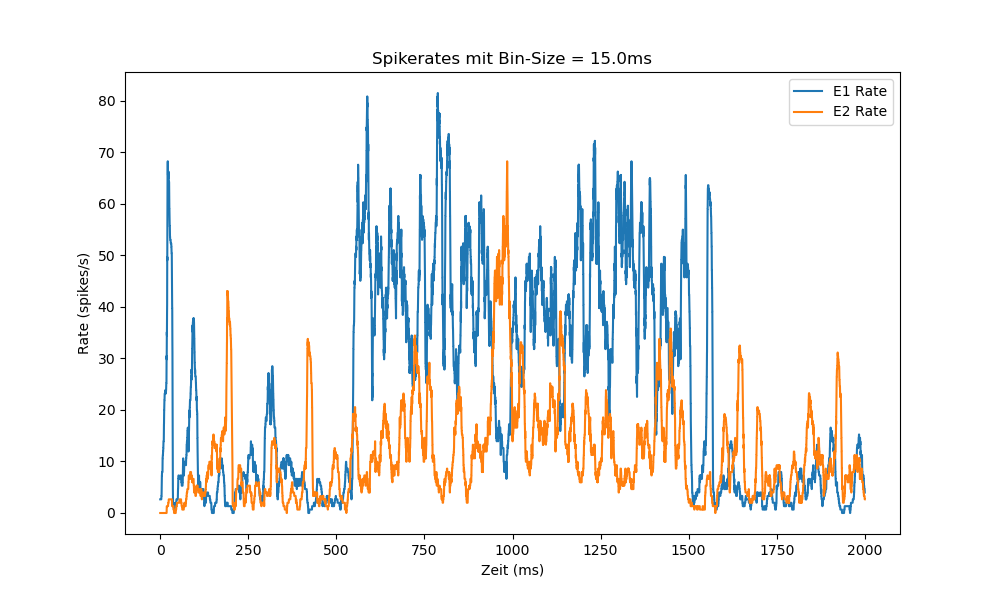 Spikerates mit Bin-Size = 15.0ms
E1 Rate
E2 Rate
80
70
60
50
40
30
20
10
0
Rate (spikes/s)
0 250 500 750 1000 1250 1500 1750 2000
Zeit (ms)